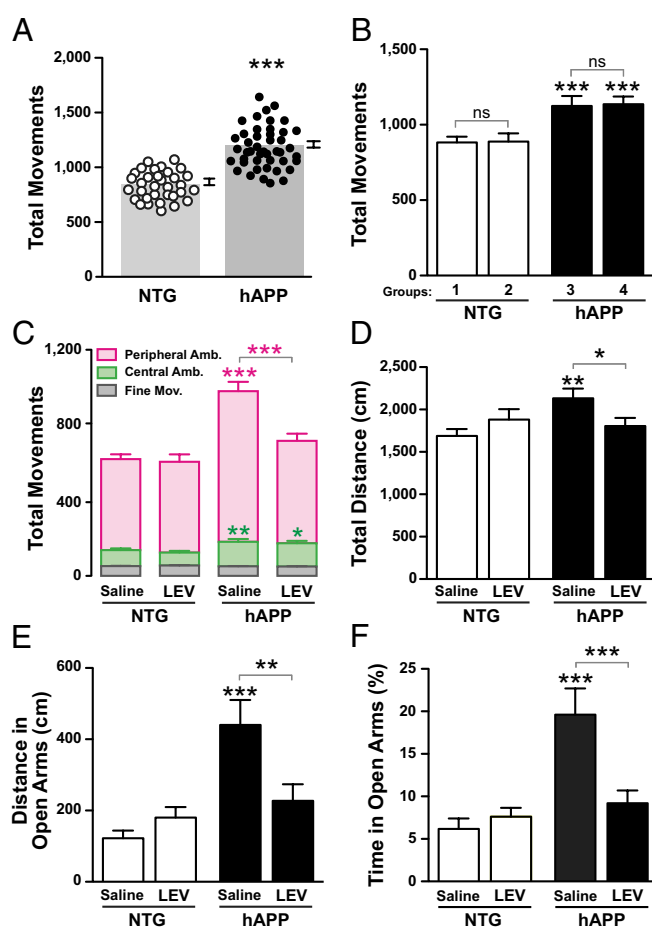 A
Total Movements
2,000
1,500
1,000
500
0
***
NTG
hAPP
B
Total Movements
1,500
1,000
500
0
ns
ns
*** ***
Groups: 1 2 3 4
NTG
hAPP
C
Total Movements
1,200
800
400
0
Peripheral Amb.
Central Amb.
Fine Mov.
***
***
**
*
Saline LEV Saline LEV
NTG
hAPP
D
Total Distance (cm)
2,500
2,000
1,500
1,000
500
0
*
**
Saline LEV Saline LEV
NTG
hAPP
E
Distance in
Open Arms (cm)
600
400
200
0
**
***
Saline LEV Saline LEV
NTG
hAPP
F
Time in Open Arms (%)
25
20
15
10
5
0
***
***
Saline LEV Saline LEV
NTG
hAPP